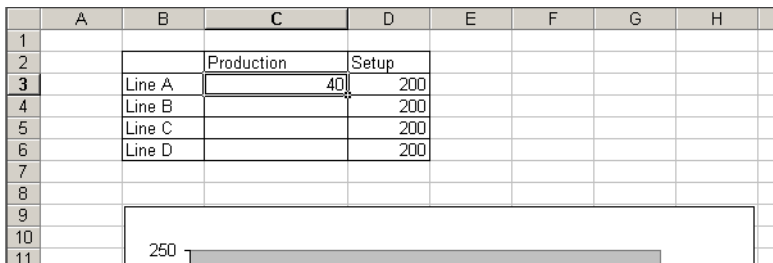 A B C D E F G H
1
2 Production Setup
3 Line A 40 200
4 Line B 200
5 Line C 200
6 Line D 200
7
8
9
10
11 250